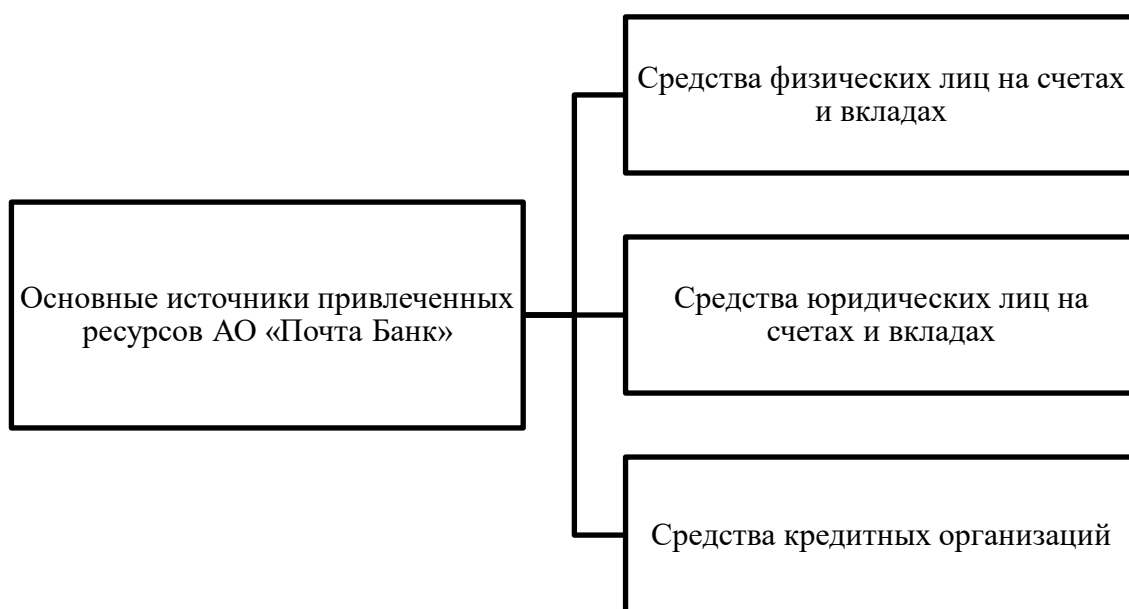 Средства физических лиц на счетах
и вкладах
Основные источники привлеченных
ресурсов АО «Почта Банк»
Средства юридических лиц на
счетах и вкладах
Средства кредитных организаций